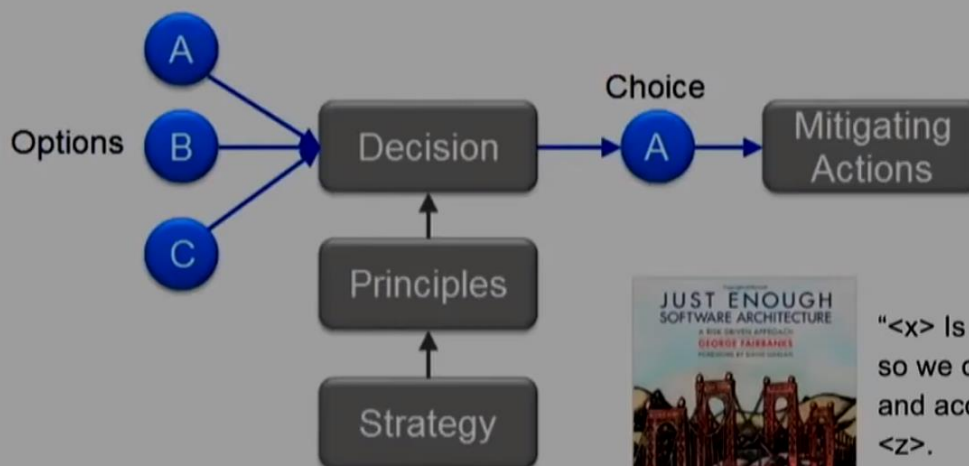 A
Options
B
C
Decision
Choice
A
Mitigating
Actions
Principles
Strategy
JUST ENOUGH
SOFTWARE ARCHITECTURE
A RISK DRIVEN APPROACH
GEORGE FAIRBANKS
“<x> Is
so we
and
<z>.